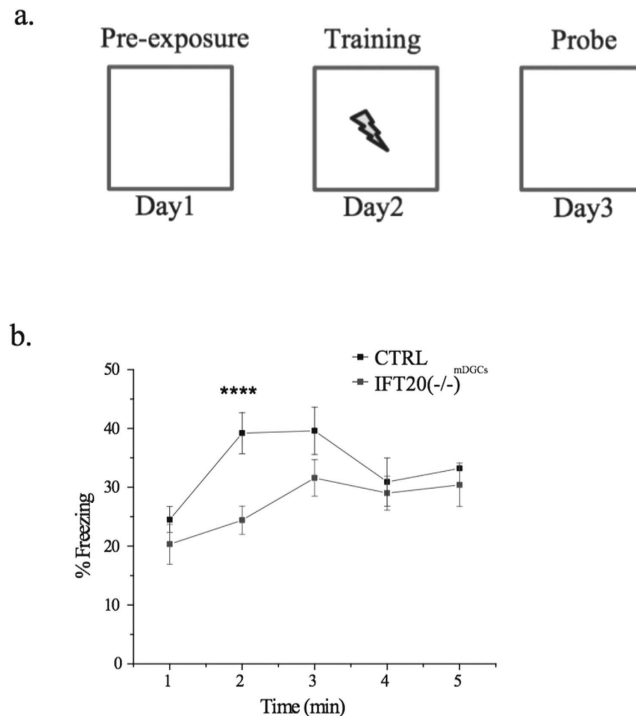 a.
Pre-exposure Training Probe
Day1 Day2 Day3
b.
CTRL
IFT20(-/-)mDGCs
****
50
40
30
20
10
0
% Freezing
1 2 3 4 5
Time (min)